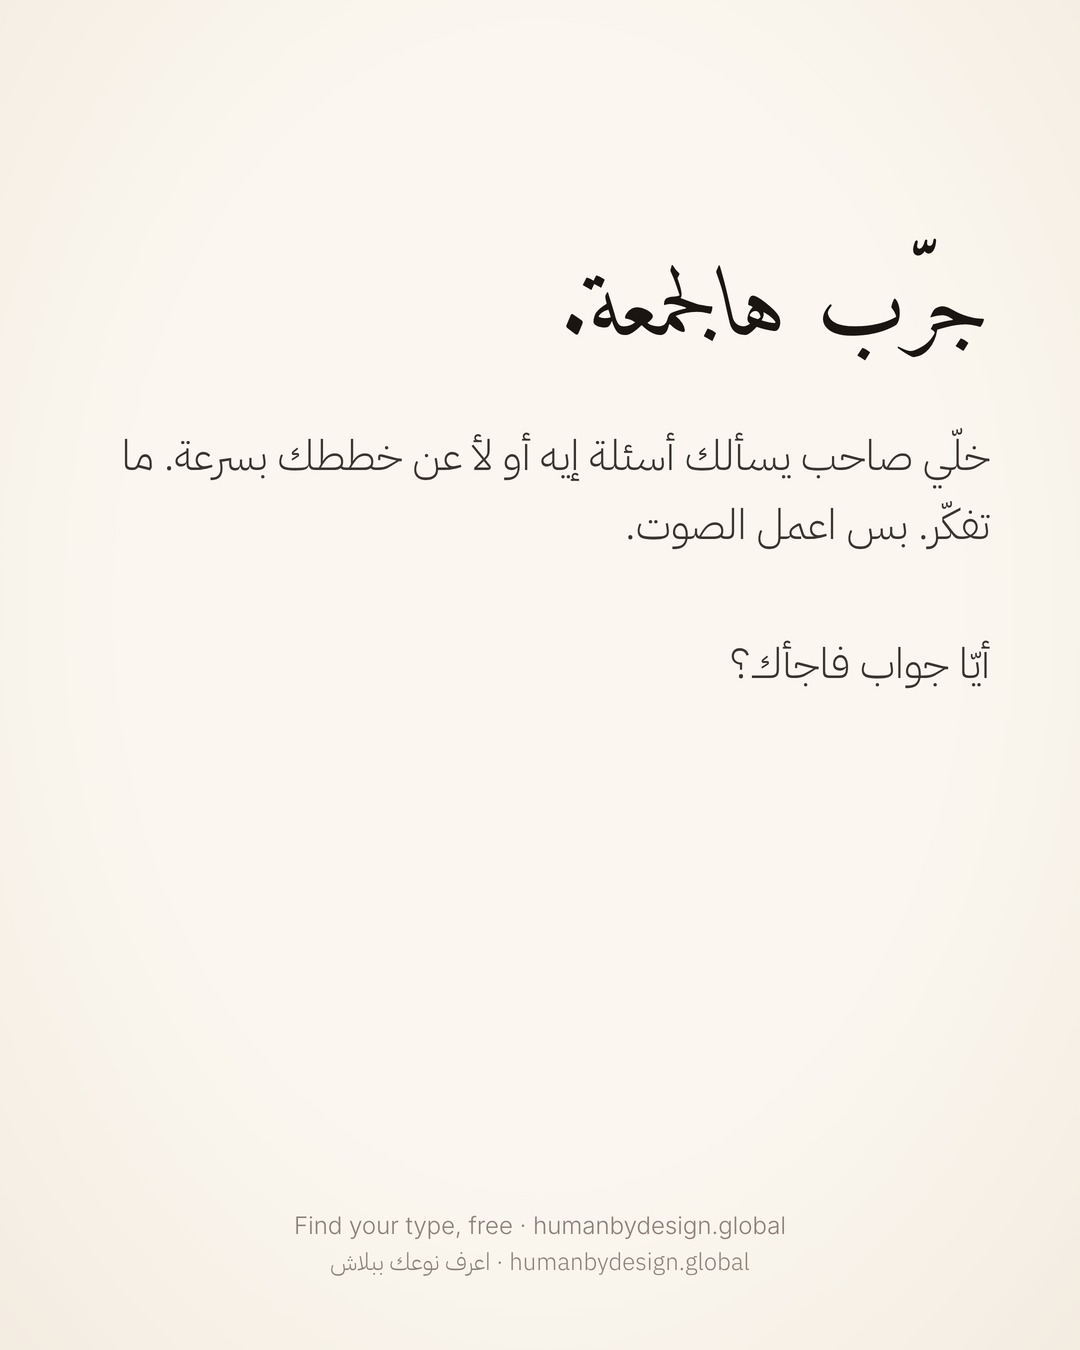 جرّب هالجمعة.
خلّي صاحب يسألك أسئلة إيه أو لأ عن خططك بسرعة. ما
تفكّر. بس اعمل الصوت.
أيّا جواب فاجأك؟
Find your type, free · humanbydesign.global
اعرف نوعك ببلاش · humanbydesign.global